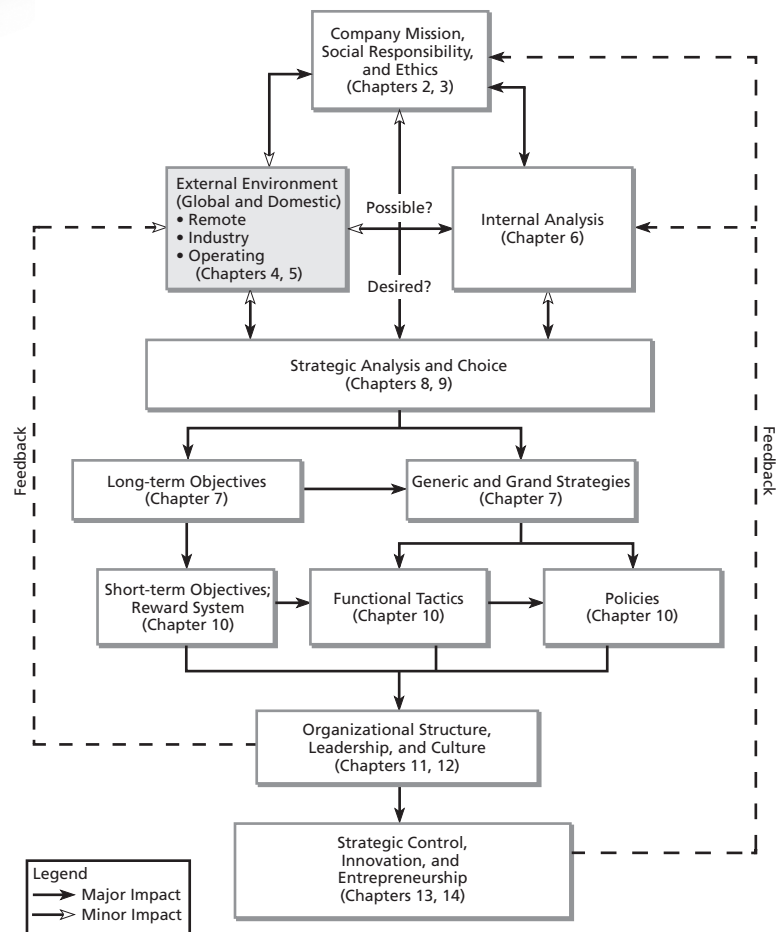 Company Mission,
Social Responsibility,
and Ethics
(Chapters 2, 3)
External Environment
(Global and Domestic)
• Remote
• Industry
• Operating
(Chapters 4, 5)
Possible?
Desired?
Internal Analysis
(Chapter 6)
Strategic Analysis and Choice
(Chapters 8, 9)
Feedback
Feedback
Long-term Objectives
(Chapter 7)
Generic and Grand Strategies
(Chapter 7)
Short-term Objectives;
Reward System
(Chapter 10)
Functional Tactics
(Chapter 10)
Policies
(Chapter 10)
Organizational Structure,
Leadership, and Culture
(Chapters 11, 12)
Strategic Control,
Innovation, and
Entrepreneurship
(Chapters 13, 14)
Legend
Major Impact
Minor Impact